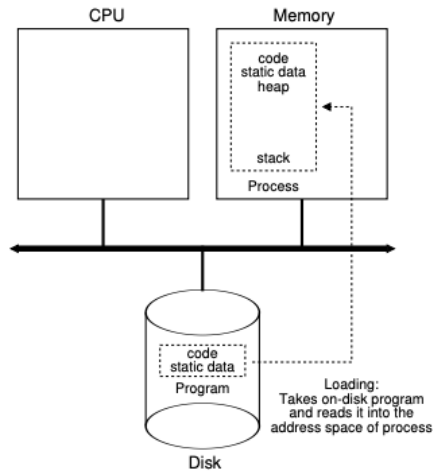 CPU
Memory
code
static data
heap
stack
Process
code
static data
Program
Loading:
Takes on-disk program
and reads it into the
address space of process
Disk